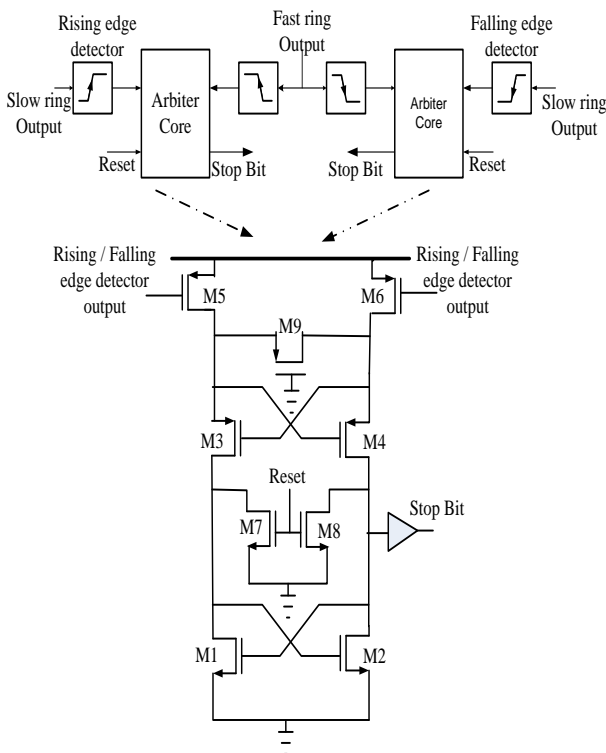 Rising edge
detector
Fast ring
Output
Falling edge
detector
Slow ring
Output
Arbiter
Core
Arbiter
Core
Slow ring
Output
Reset
Stop Bit
Stop Bit
Reset
Rising / Falling
edge detector
output
Rising / Falling
edge detector
output
M5
M6
M9
M3
M4
Reset
M7
M8
Stop Bit
M1
M2